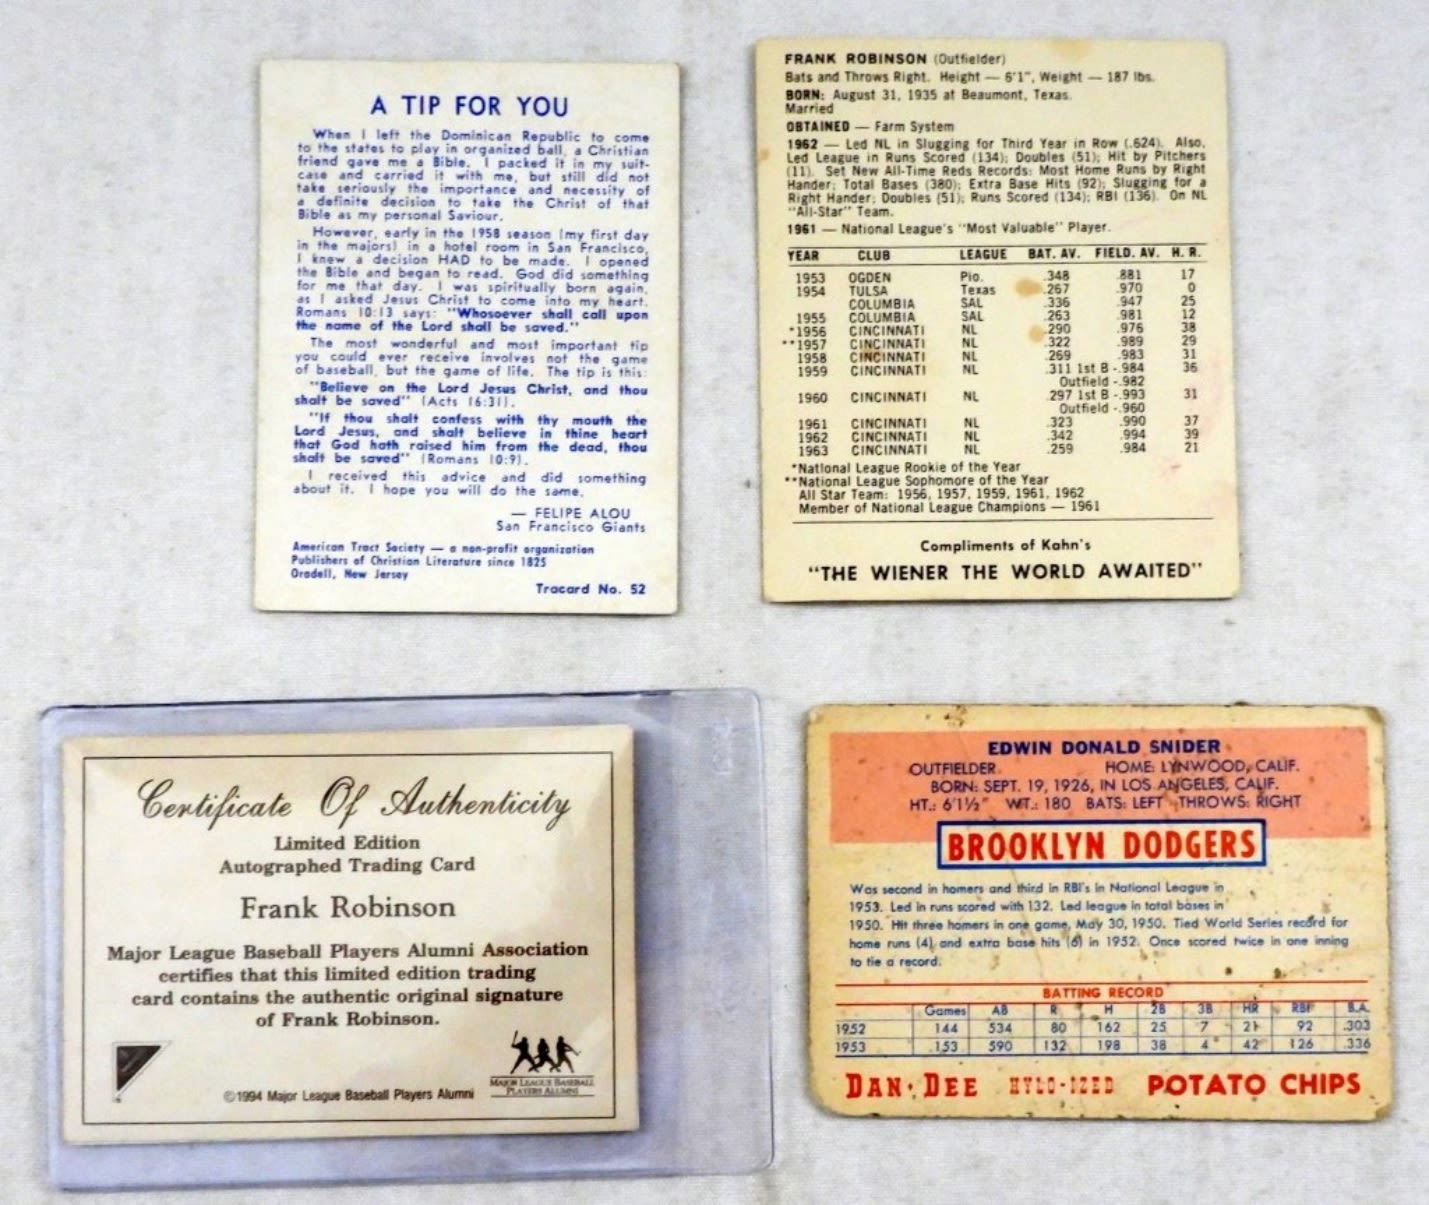 A TIP FOR YOU
When I left the Dominican Republic to come
to the states to play in organized ball, a Christian
friend gave me a Bible. I packed it in my suit-
case and carried it with me, but still did not
take seriously the importance and necessity of
a definite decision to take the Christ of that
Bible as my personal Saviour.
However, early in the 1958 season (my first day
in the majors) in a hotel room in San Francisco,
I knew a decision HAD to be made. I opened
the Bible and began to read. God did something
for me that day. I was spiritually born again,
as I asked Jesus Christ to come into my heart.
Romans 10:13 says: "Whosoever shall call upon
the name of the Lord shall be saved."
The most wonderful and most important tip
you could ever receive involves not the game
of baseball, but the game of life. The tip is this:
"Believe on the Lord Jesus Christ, and thou
shalt be saved" (Acts 16:31).
"If thou shalt confess with thy mouth the
Lord Jesus, and shalt believe in thine heart
that God hath raised him from the dead, thou
shalt be saved" (Romans 10:9).
I received this advice and did something
about it. I hope you will do the same.
— FELIPE ALOU
San Francisco Giants
American Tract Society — a non-profit organization
Publishers of Christian Literature since 1825
Oradell, New Jersey
Tracard No. 52
FRANK ROBINSON (Outfielder)
Bats and Throws Right. Height — 6'1", Weight — 187 lbs.
BORN: August 31, 1935 at Beaumont, Texas.
Married
OBTAINED — Farm System
1962 — Led NL in Slugging for Third Year in Row (.624). Also,
Led League in Runs Scored (134); Doubles (51); Hit by Pitchers
(11). Set New All-Time Reds Records: Most Home Runs by Right
Hander; Total Bases (380); Extra Base Hits (92); Slugging for a
Right Hander; Doubles (51); Runs Scored (134); RBI (136). On NL
"All-Star" Team.
1961 — National League's "Most Valuable" Player.
YEAR CLUB LEAGUE BAT. AV. FIELD. AV. H. R.
1953 OGDEN Pio. .348 .881 17
1954 TULSA Texas .267 .970 0
COLUMBIA SAL .336 .947 25
1955 COLUMBIA SAL .263 .981 12
*1956 CINCINNATI NL .290 .976 38
**1957 CINCINNATI NL .322 .989 29
1958 CINCINNATI NL .269 .983 31
1959 CINCINNATI NL .311 1st B -.984 36
Outfield -.982
1960 CINCINNATI NL .297 1st B -.993 31
Outfield -.960
1961 CINCINNATI NL .323 .990 37
1962 CINCINNATI NL .342 .994 39
1963 CINCINNATI NL .259 .984 21
*National League Rookie of the Year
**National League Sophomore of the Year
All Star Team: 1956, 1957, 1959, 1961, 1962
Member of National League Champions — 1961
Compliments of Kahn's
"THE WIENER THE WORLD AWAITED"
Certificate Of Authenticity
Limited Edition
Autographed Trading Card
Frank Robinson
Major League Baseball Players Alumni Association
certifies that this limited edition trading
card contains the authentic original signature
of Frank Robinson.
MAJOR LEAGUE BASEBALL
PLAYERS ALUMNI
©1994 Major League Baseball Players Alumni
EDWIN DONALD SNIDER
OUTFIELDER HOME: LYNWOOD, CALIF.
BORN: SEPT. 19, 1926, IN LOS ANGELES, CALIF.
HT.: 6'1½" WT.: 180 BATS: LEFT THROWS: RIGHT
BROOKLYN DODGERS
Was second in homers and third in RBI's in National League in
1953. Led in runs scored with 132. Led league in total bases in
1950. Hit three homers in one game, May 30, 1950. Tied World Series record for
home runs (4) and extra base hits (6) in 1952. Once scored twice in one inning
to tie a record.
BATTING RECORD
Games AB R H 2B 3B HR RBI B.A.
1952 144 534 80 162 25 7 21 92 .303
1953 153 590 132 198 38 4 42 126 .336
DAN·DEE HYLO-IZED POTATO CHIPS